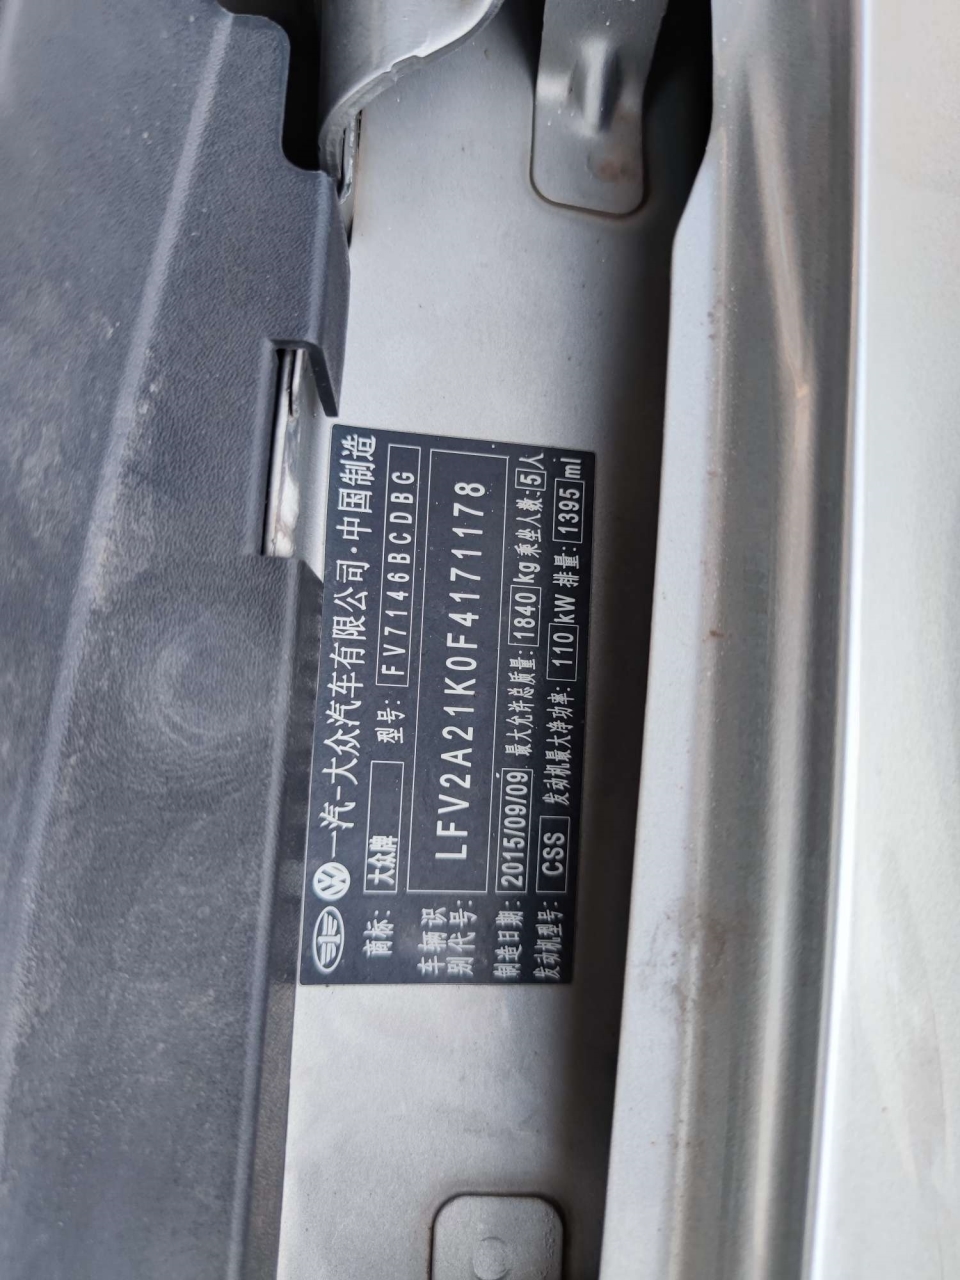 一汽-大众汽车有限公司·中国制造
商标: 大众牌 型号: FV7146BCDBG
车辆识别代号: LFV2A21K0F4171178
制造日期: 2015/09/09 最大允许总质量: 1840 kg 乘坐人数: 5 人
发动机型号: CSS 发动机最大净功率: 110 kW 排量: 1395 ml